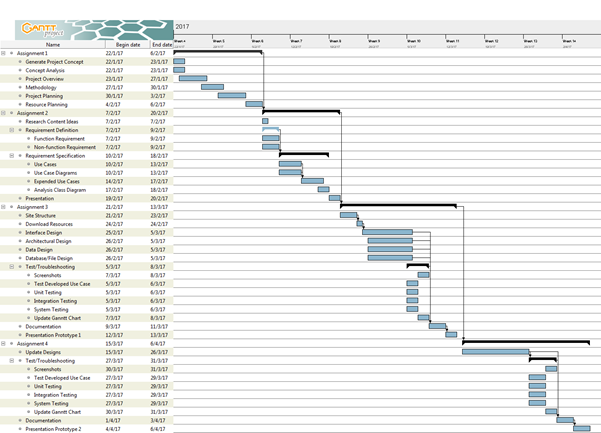 GANTT
project
2017
Name Begin date End date
Week 4 Week 5 Week 6 Week 7 Week 8 Week 9 Week 10 Week 11 Week 12 Week 13 Week 14
Assignment 1 22/1/17 6/2/17
Generate Project Concept 22/1/17 23/1/17
Concept Analysis 22/1/17 23/1/17
Project Overview 23/1/17 27/1/17
Methodology 27/1/17 30/1/17
Project Planning 30/1/17 3/2/17
Resource Planning 4/2/17 6/2/17
Assignment 2 7/2/17 20/2/17
Research Content Ideas 7/2/17 7/2/17
Requirement Definition 7/2/17 9/2/17
Function Requirement 7/2/17 9/2/17
Non-function Requirement 7/2/17 9/2/17
Requirement Specification 10/2/17 18/2/17
Use Cases 10/2/17 13/2/17
Use Case Diagrams 10/2/17 13/2/17
Expended Use Cases 14/2/17 17/2/17
Analysis Class Diagram 17/2/17 18/2/17
Presentation 19/2/17 20/2/17
Assignment 3 21/2/17 13/3/17
Site Structure 21/2/17 23/2/17
Download Resources 24/2/17 24/2/17
Interface Design 25/2/17 5/3/17
Architectural Design 26/2/17 5/3/17
Data Design 26/2/17 5/3/17
Database/File Design 26/2/17 5/3/17
Test/Troubleshooting 5/3/17 8/3/17
Screenshots 7/3/17 8/3/17
Test Developed Use Case 5/3/17 6/3/17
Unit Testing 5/3/17 6/3/17
Integration Testing 5/3/17 6/3/17
System Testing 5/3/17 6/3/17
Update Ganntt Chart 7/3/17 8/3/17
Documentation 9/3/17 11/3/17
Presentation Prototype 1 12/3/17 13/3/17
Assignment 4 15/3/17 6/4/17
Update Designs 15/3/17 26/3/17
Test/Troubleshooting 27/3/17 31/3/17
Screenshots 30/3/17 31/3/17
Test Developed Use Case 27/3/17 29/3/17
Unit Testing 27/3/17 29/3/17
Integration Testing 27/3/17 29/3/17
System Testing 27/3/17 29/3/17
Update Gantt Chart 30/3/17 31/3/17
Documentation 1/4/17 3/4/17
Presentation Prototype 2 4/4/17 6/4/17